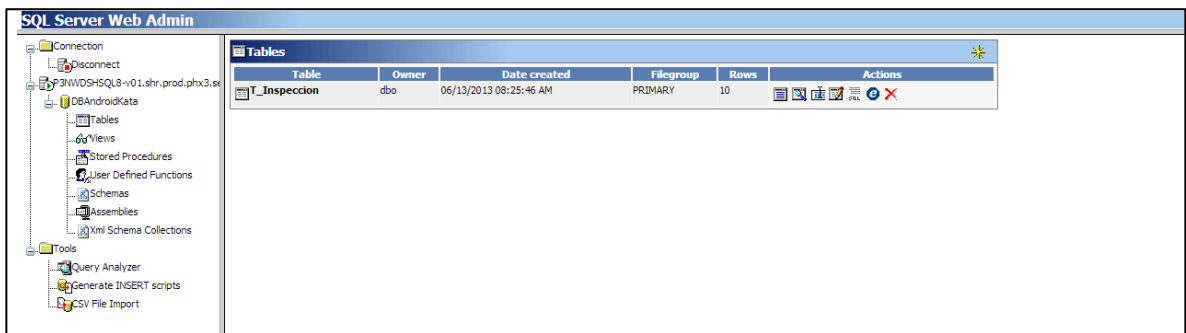 SQL Server Web Admin
Connection
Disconnect
P3NWDSHSQL8-v01.shr.prod.phx3.se
DBAndroidKata
Tables
Views
Stored Procedures
User Defined Functions
Schemas
Assemblies
Xml Schema Collections
Tools
Query Analyzer
Generate INSERT scripts
CSV File Import
Tables
Table Owner Date created Filegroup Rows Actions
T_Inspeccion dbo 06/13/2013 08:25:46 AM PRIMARY 10